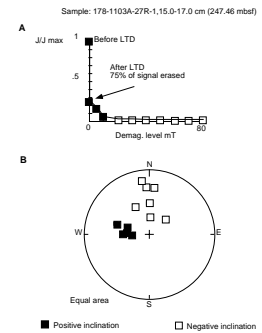 Sample: 178-1103A-27R-1,15.0-17.0 cm (247.46 mbsf)
A
J/J max
1
Before LTD
After LTD
75% of signal erased
.5
0
0
80
Demag. level mT
B
N
W
E
S
Equal area
Positive inclination
Negative inclination